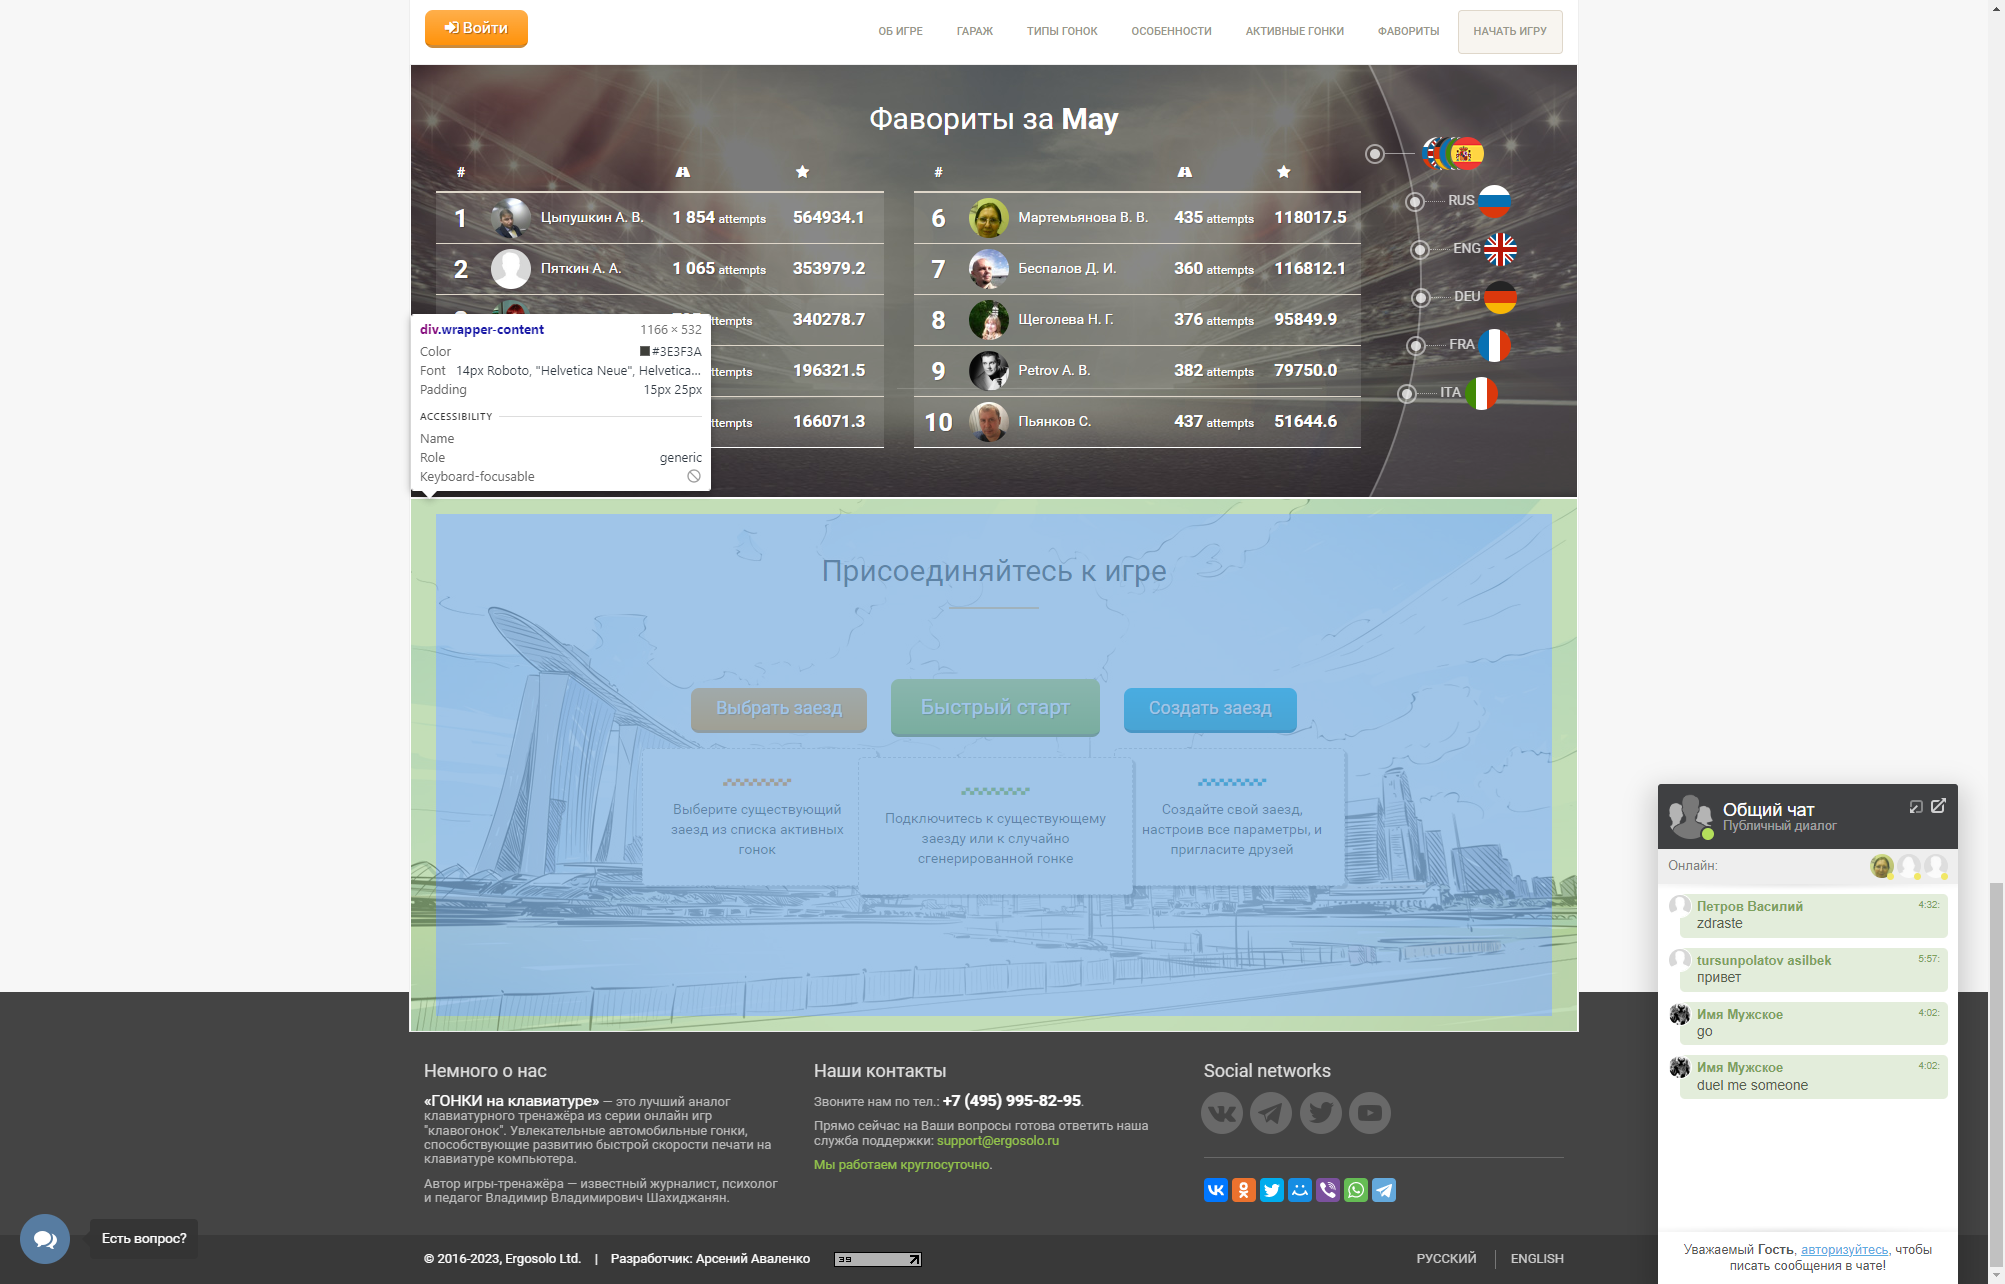 Войти
ОБ ИГРЕ
ГАРАЖ
ТИПЫ ГОНОК
ОСОБЕННОСТИ
АКТИВНЫЕ ГОНКИ
ФАВОРИТЫ
НАЧАТЬ ИГРУ
Фавориты за May
#
1 Цыпушкин А. В. 1 854 attempts 564934.1
2 Пяткин А. А. 1 065 attempts 353979.2
340278.7
196321.5
166071.3
#
6 Мартемьянова В. В. 435 attempts 118017.5
7 Беспалов Д. И. 360 attempts 116812.1
8 Щеголева Н. Г. 376 attempts 95849.9
9 Petrov A. B. 382 attempts 79750.0
10 Пьянков С. 437 attempts 51644.6
RUS
ENG
DEU
FRA
ITA
div.wrapper-content 1166 × 532
Color #3E3F3A
Font 14px Roboto, "Helvetica Neue", Helvetica...
Padding 15px 25px
ACCESSIBILITY
Name
Role generic
Keyboard-focusable
Присоединяйтесь к игре
Выбрать заезд
Быстрый старт
Создать заезд
Выберите существующий
заезд из списка активных
гонок
Подключитесь к существующему
заезду или к случайно
сгенерированной гонке
Создайте свой заезд,
настроив все параметры, и
пригласите друзей
Немного о нас
«ГОНКИ на клавиатуре» — это лучший аналог
клавиатурного тренажёра из серии онлайн игр
"клавогонок". Увлекательные автомобильные гонки,
способствующие развитию быстрой скорости печати на
клавиатуре компьютера.
Автор игры-тренажёра — известный журналист, психолог
и педагог Владимир Владимирович Шахиджанян.
Наши контакты
Звоните нам по тел.: +7 (495) 995-82-95.
Прямо сейчас на Ваши вопросы готова ответить наша
служба поддержки: support@ergosolo.ru
Мы работаем круглосуточно.
Social networks
Есть вопрос?
© 2016-2023, Ergosolo Ltd. | Разработчик: Арсений Аваленко
39
РУССКИЙ
ENGLISH
Общий чат
Публичный диалог
Онлайн:
Петров Василий 4:32:
zdraste
tursunpolatov asilbek 5:57:
привет
Имя Мужское 4:02:
go
Имя Мужское 4:02:
duel me someone
Уважаемый Гость, авторизуйтесь, чтобы
писать сообщения в чате!